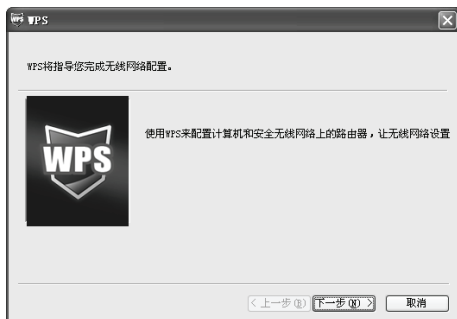 WPS
WPS将指导您完成无线网络配置。
WPS
使用WPS来配置计算机和安全无线网络上的路由器，让无线网络设置
< 上一步(B)
下一步(N) >
取消